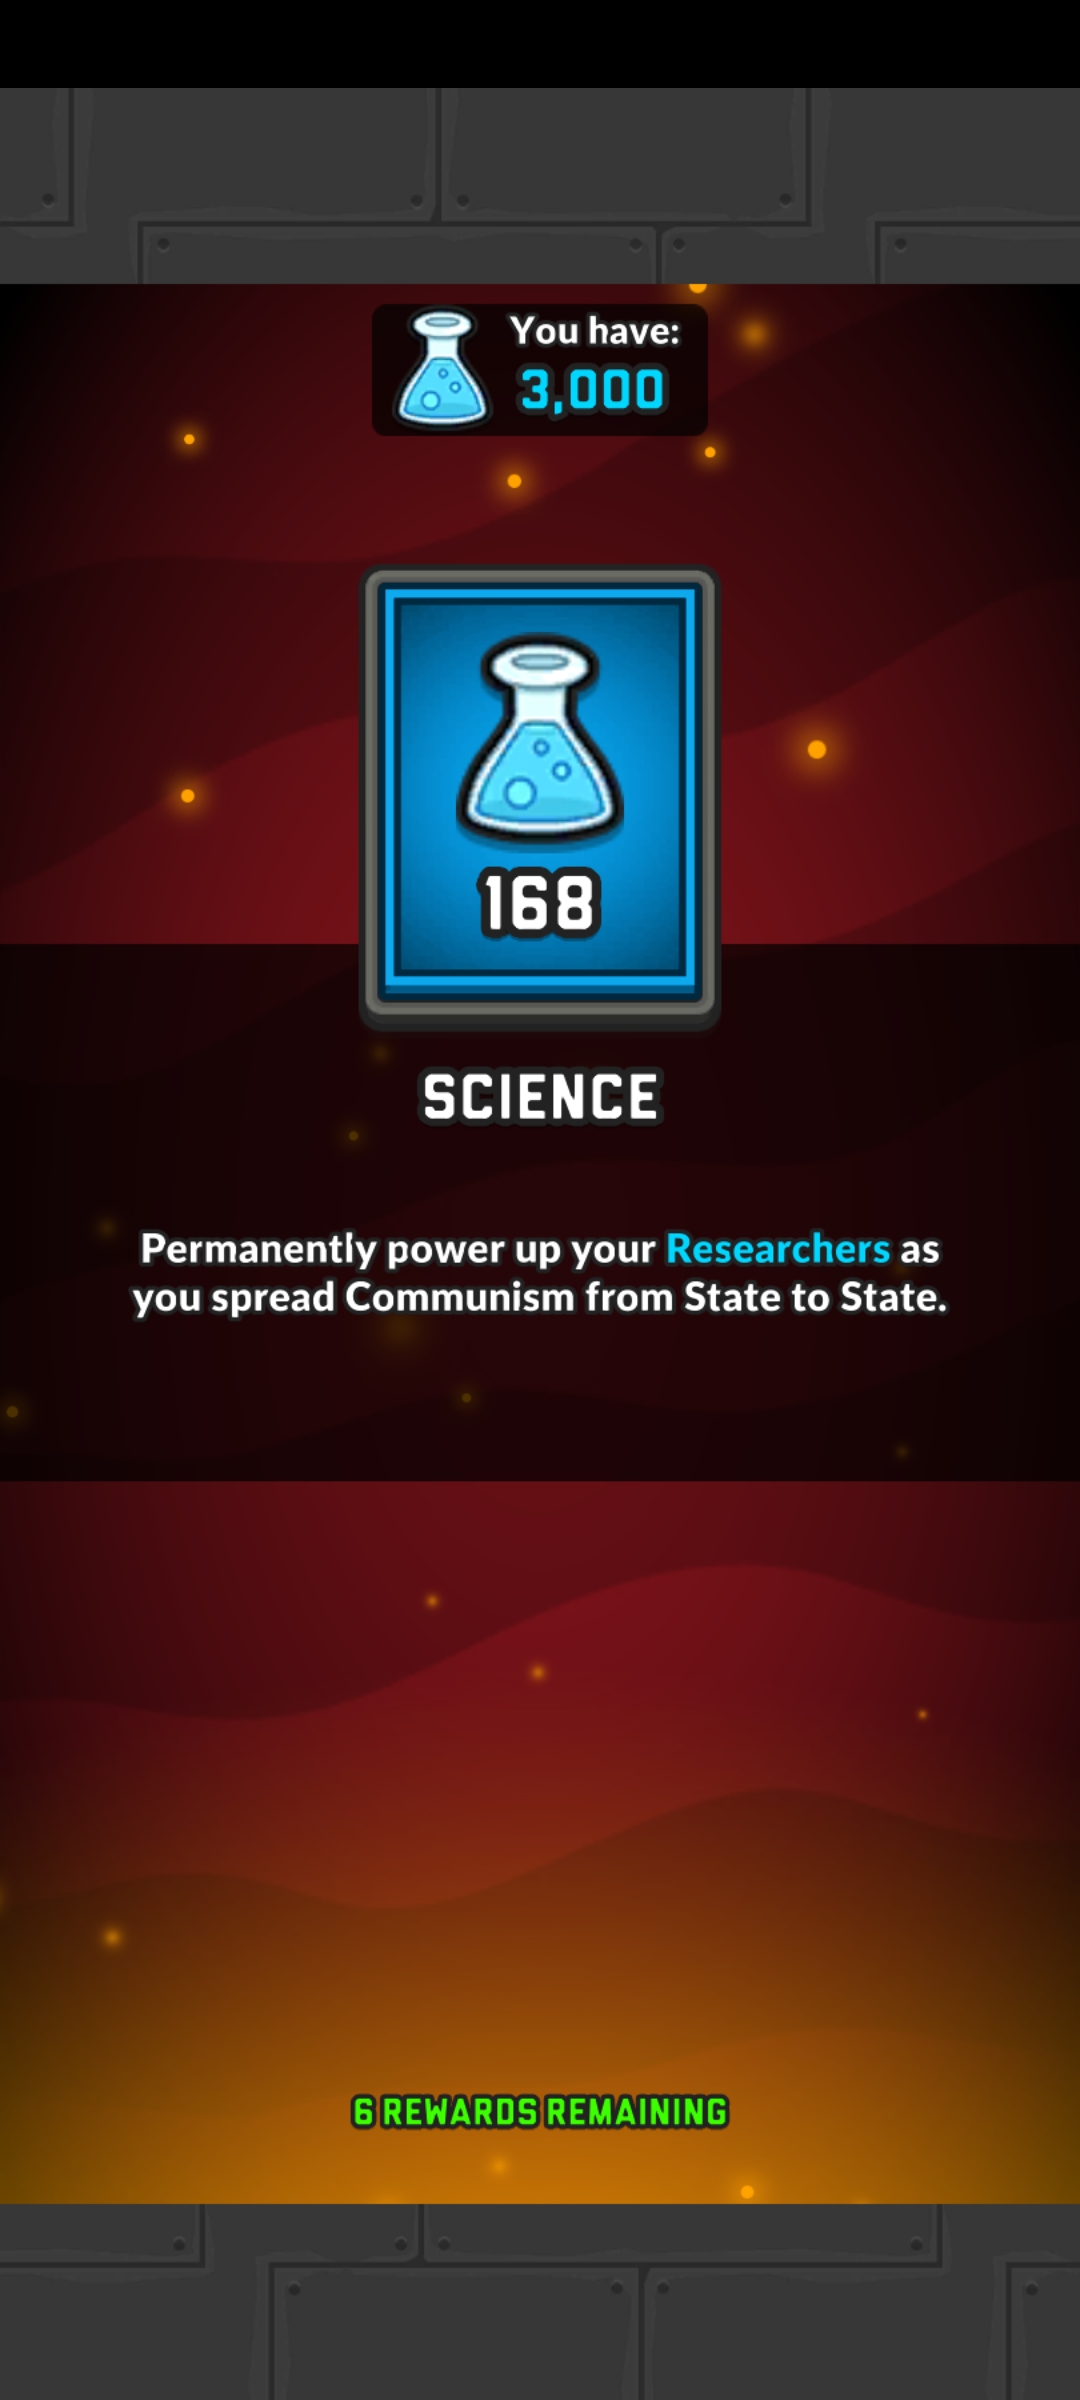 You have:
3,000
168
SCIENCE
Permanently power up your Researchers as
you spread Communism from State to State.
6 REWARDS REMAINING